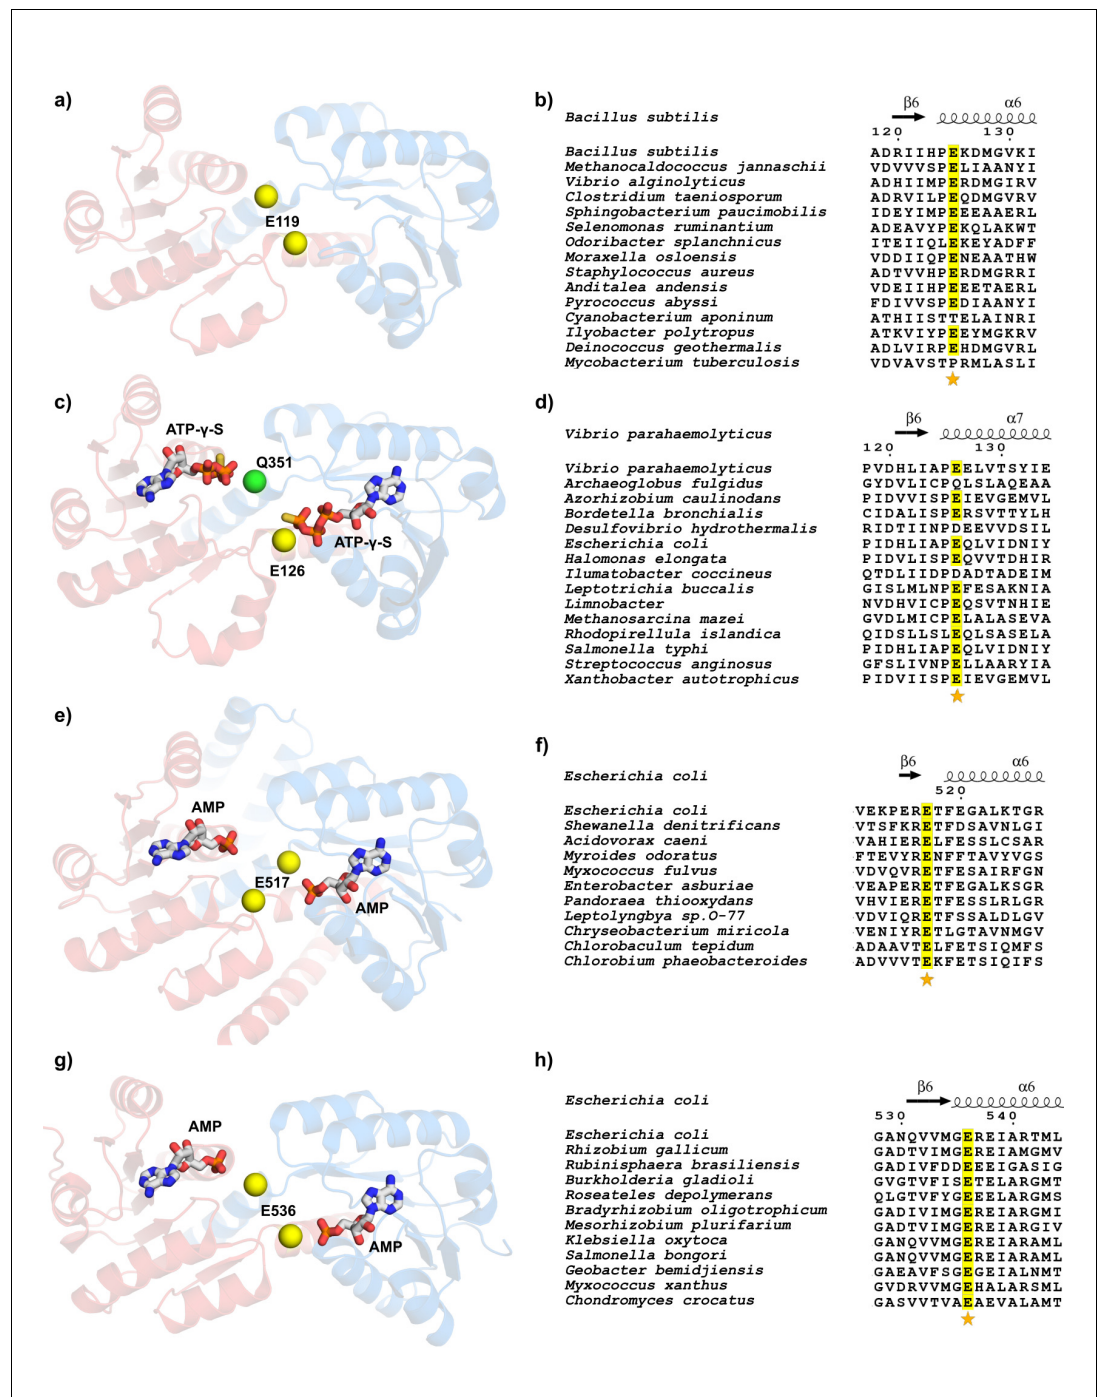 a)
E119
b)
β6 α6
Bacillus subtilis
120 130
Bacillus subtilis ADRIIHPEKDMGVKI
Methanocaldococcus jannaschii VDVVVSPELIAANYI
Vibrio alginolyticus ADHIIMPERDMGIRV
Clostridium taeniosporum ADRVILPEQDMGVRV
Sphingobacterium paucimobilis IDEYIMPEEEAAERL
Selenomonas ruminantium ADEAVYPEKQLAKWT
Odoribacter splanchnicus ITEIIQLEKEYADFF
Moraxella osloensis VDDIIQPENEAATHW
Staphylococcus aureus ADTVVHPERDMGRRI
Anditalea andensis VDEIIHPEEETAERL
Pyrococcus abyssi FDIVVSPEDIAANYI
Cyanobacterium aponinum ATHIISTTELAINRI
Ilyobacter polytropus ATKVIYPEEYMGKRV
Deinococcus geothermalis ADLVIRPEHDMGVRL
Mycobacterium tuberculosis VDVAVSTPRMLASLI
c)
ATP-γ-S
Q351
ATP-γ-S
E126
d)
β6 α7
Vibrio parahaemolyticus
120 130
Vibrio parahaemolyticus PVDHLIAPEELVTSYIE
Archaeoglobus fulgidus GYDVLICPQLSLAQEAA
Azorhizobium caulinodans PIDVVISPEIEVGEMVL
Bordetella bronchialis CIDALISPERSVTTYLH
Desulfovibrio hydrothermalis RIDTIINPDEEVVDSIL
Escherichia coli PIDHLIAPEQLVIDNIY
Halomonas elongata PIDVLISPEQVVTDHIR
Ilumatobacter coccineus QTDLIIDPDADTADEIM
Leptotrichia buccalis GISLMLNPEFESAKNIA
Limnobacter NVDHVICPEQSVTNHIE
Methanosarcina mazei GVDLMICPELALASEVA
Rhodopirellula islandica QIDSLLSLEQLSASELA
Salmonella typhi PIDHLIAPEQLVIDNIY
Streptococcus anginosus GFSLIVNPELLAARYIA
Xanthobacter autotrophicus PIDVIISPEIEVGEMVL
e)
AMP
E517
AMP
f)
β6 α6
Escherichia coli
520
Escherichia coli VEKPERETFEGALKTGR
Shewanella denitrificans VTSFKRETFDSAVNLGI
Acidovorax caeni VAHIERELFESSLCSAR
Myroides odoratus FTEVYRENFFTAVYVGS
Myxococcus fulvus VDVQVRETFESAIRFGN
Enterobacter asburiae VEAPERETFEGALKSGR
Pandoraea thiooxydans VHVIERETFESALRLGR
Leptolyngbya sp.O-77 VDVIQRETFSSALDLGV
Chryseobacterium miricola VENIYRETLGTAVNMGV
Chlorobaculum tepidum ADAAVTELFETSIQMFS
Chlorobium phaeobacteroides ADVVVTEKFETSIQIFS
g)
AMP
E536
AMP
h)
β6 α6
Escherichia coli
530 540
Escherichia coli GANQVVMGEREIARTML
Rhizobium gallicum GADTVIMGEREIAMGMV
Rubinisphaera brasiliensis GADIVFDDEEEIGASIG
Burkholderia gladioli GVGTVFISETELARGMT
Roseateles depolymerans QLGTVFYGEEELARGMS
Bradyrhizobium oligotrophicum GADVIMGEREIARGMI
Mesorhizobium plurifarium GADTVIMGEREIARGIV
Klebsiella oxytoca GANQVVMGEREIARAML
Salmonella bongori GANQVVMGEREIARAML
Geobacter bemidjiensis GAEAVFSGEGEIALNMT
Myxococcus xanthus GVDRVVMGEHALARSML
Chondromyces crocatus GASVVTVAEAEVALAMT